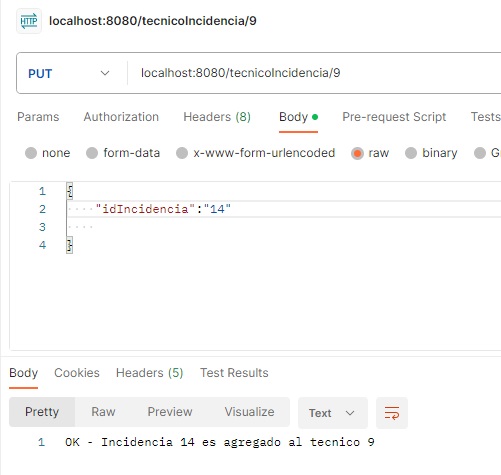 HTTP localhost:8080/tecnicoIncidencia/9
PUT localhost:8080/tecnicoIncidencia/9
Params Authorization Headers (8) Body Pre-request Script Tests
none form-data x-www-form-urlencoded raw binary G
1 {
2 "idIncidencia":"14"
3
4 }
Body Cookies Headers (5) Test Results
Pretty Raw Preview Visualize Text
1 OK - Incidencia 14 es agregado al tecnico 9